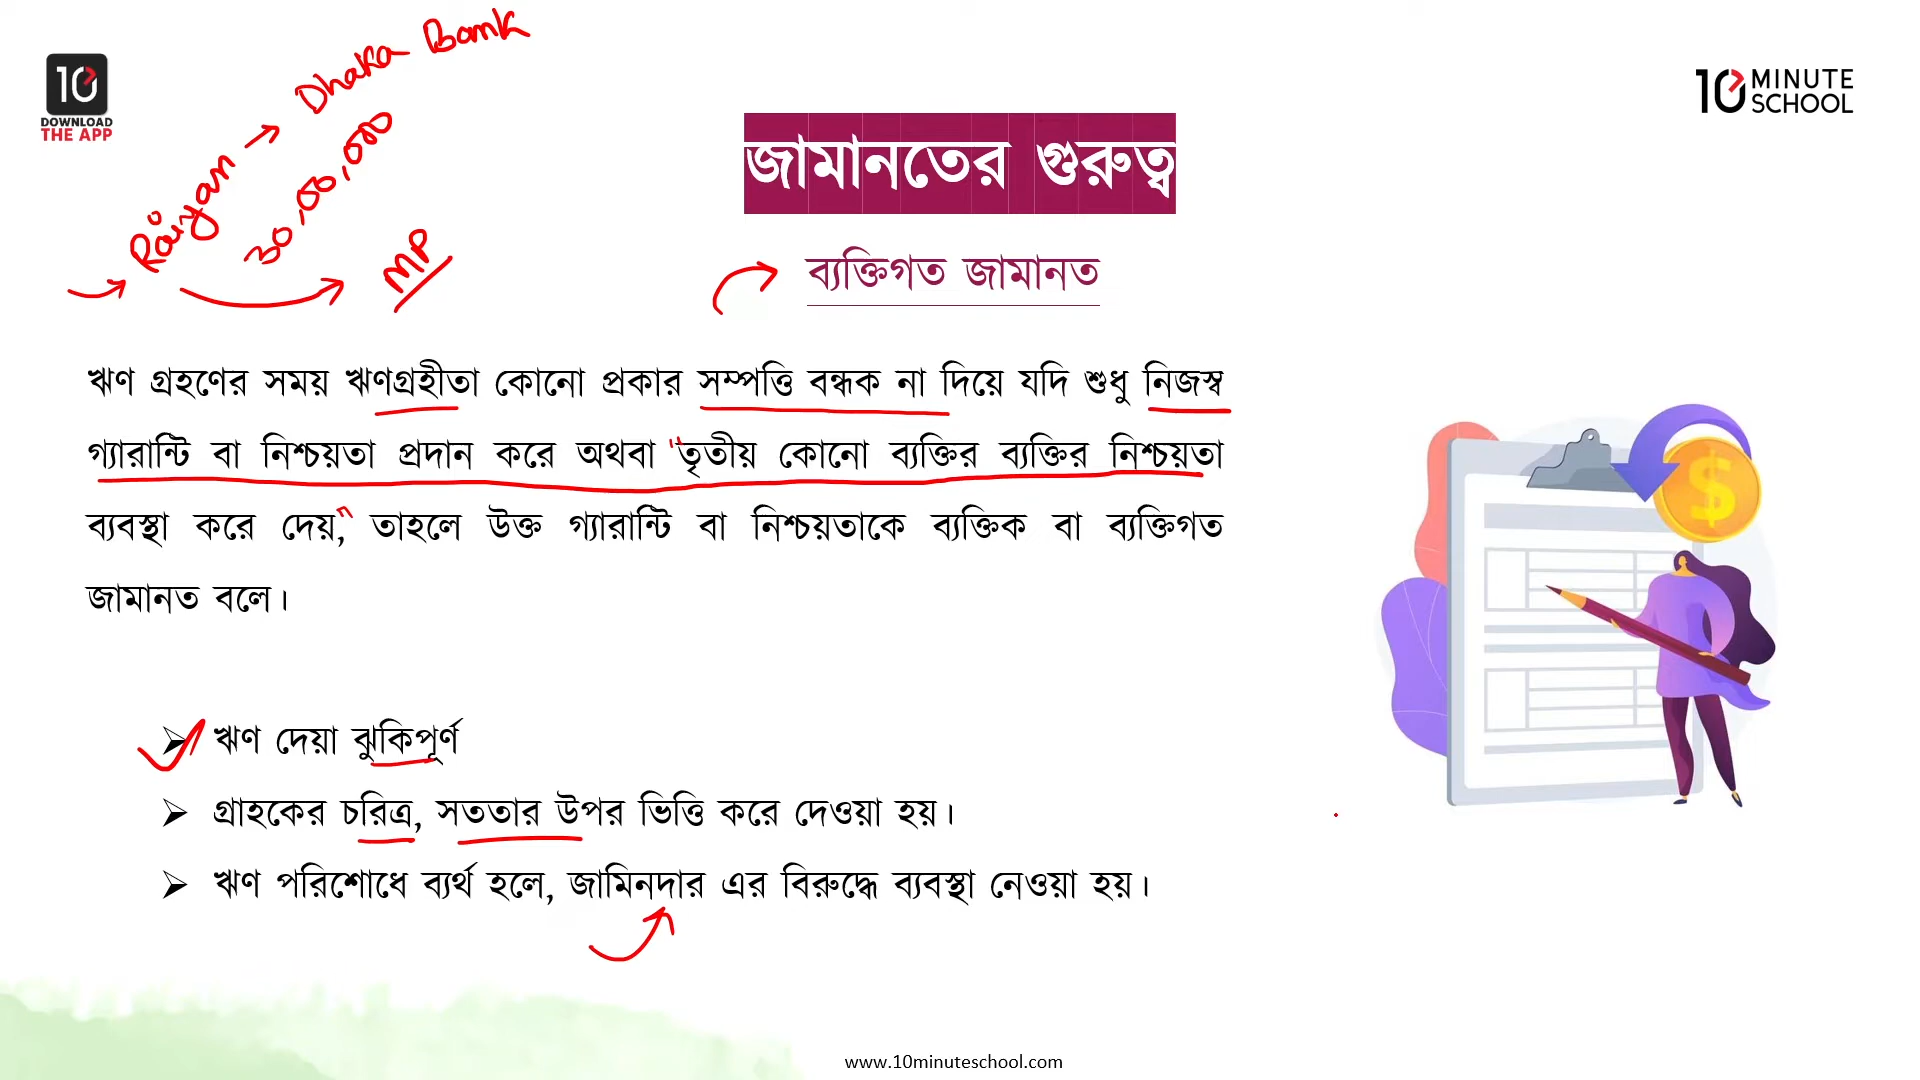 Dhaka Bank
10
DOWNLOAD
THE APP
10 MINUTE
SCHOOL
Raiyan
30,00,000
MP
জামানতের গুরুত্ব
ব্যক্তিগত জামানত
ঋণ গ্রহণের সময় ঋণগ্রহীতা কোনো প্রকার সম্পত্তি বন্ধক না দিয়ে যদি শুধু নিজস্ব
গ্যারান্টি বা নিশ্চয়তা প্রদান করে অথবা "তৃতীয় কোনো ব্যক্তির ব্যক্তির নিশ্চয়তা
ব্যবস্থা করে দেয়," তাহলে উক্ত গ্যারান্টি বা নিশ্চয়তাকে ব্যক্তিক বা ব্যক্তিগত
জামানত বলে।
➢ ঋণ দেয়া ঝুকিপূর্ণ
➢ গ্রাহকের চরিত্র, সততার উপর ভিত্তি করে দেওয়া হয়।
➢ ঋণ পরিশোধে ব্যর্থ হলে, জামিনদার এর বিরুদ্ধে ব্যবস্থা নেওয়া হয়।
www.10minuteschool.com